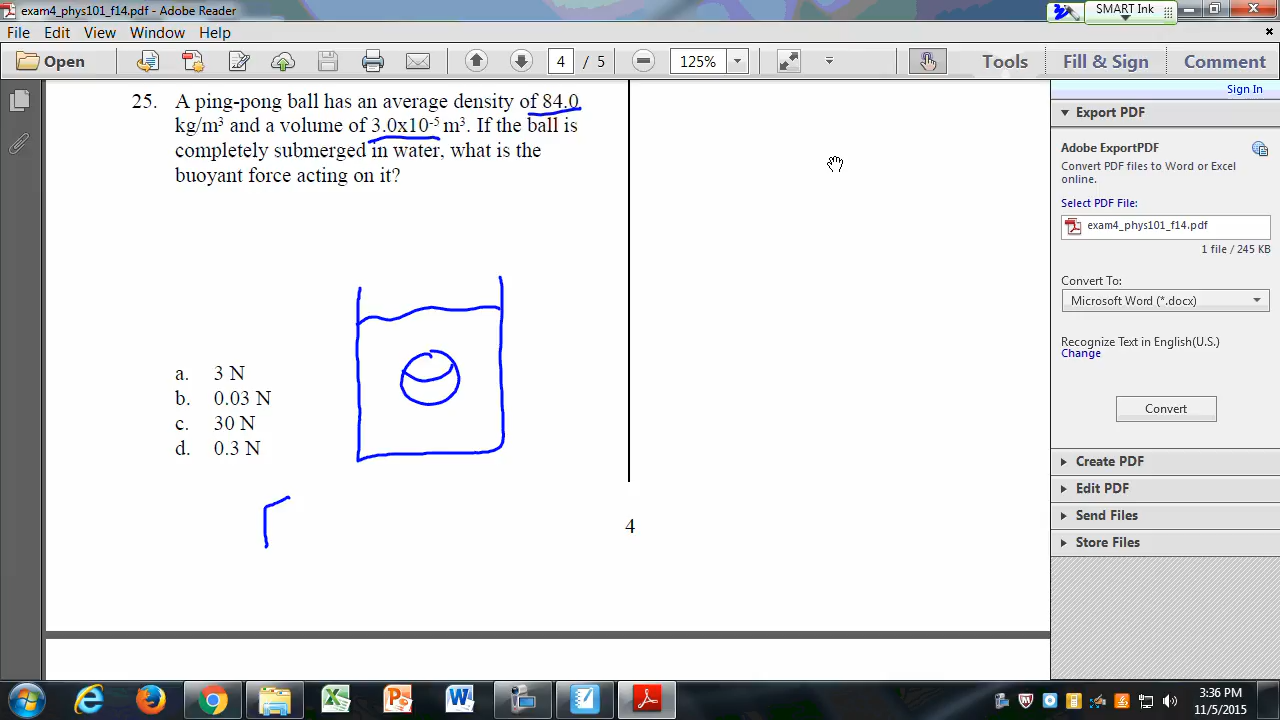 exam4_phys101_f14.pdf - Adobe Reader
SMART Ink
File Edit View Window Help
Open
4 / 5
125%
Tools
Fill & Sign
Comment
Sign In
25. A ping-pong ball has an average density of 84.0
kg/m³ and a volume of 3.0x10⁻⁵ m³. If the ball is
completely submerged in water, what is the
buoyant force acting on it?
a. 3 N
b. 0.03 N
c. 30 N
d. 0.3 N
4
Export PDF
Adobe ExportPDF
Convert PDF files to Word or Excel
online.
Select PDF File:
exam4_phys101_f14.pdf
1 file / 245 KB
Convert To:
Microsoft Word (*.docx)
Recognize Text in English(U.S.)
Change
Convert
Create PDF
Edit PDF
Send Files
Store Files
3:36 PM
11/5/2015